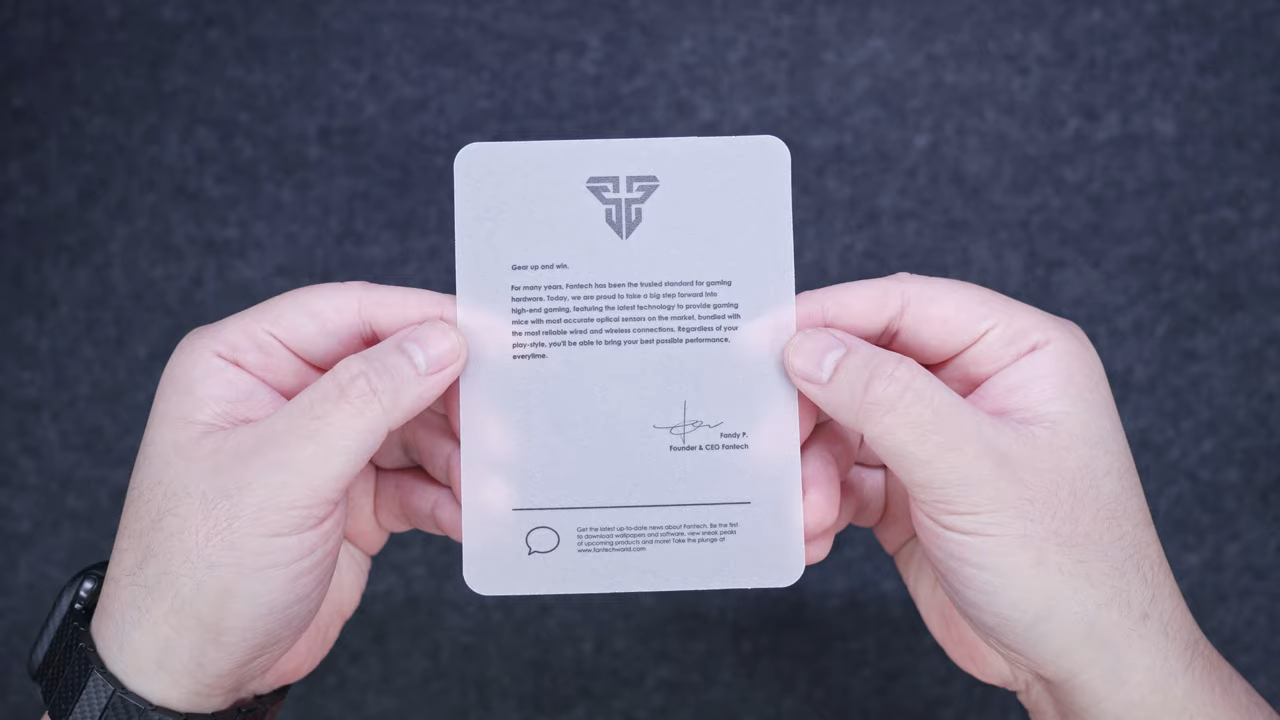 Gear up and win.
For many years, Fantech has been the trusted standard for gaming
hardware. Today, we are proud to take a big step forward into
high-end gaming, featuring the latest technology to provide gaming
mice with most accurate optical sensors on the market, bundled with
the most reliable wired and wireless connections. Regardless of your
play-style, you'll be able to bring your best possible performance,
everytime.
Fandy P.
Founder & CEO Fantech
Get the latest up-to-date news about Fantech. Be the first
to download wallpapers and software, view sneak peaks
of upcoming products and more! Take the plunge at
www.fantechworld.com